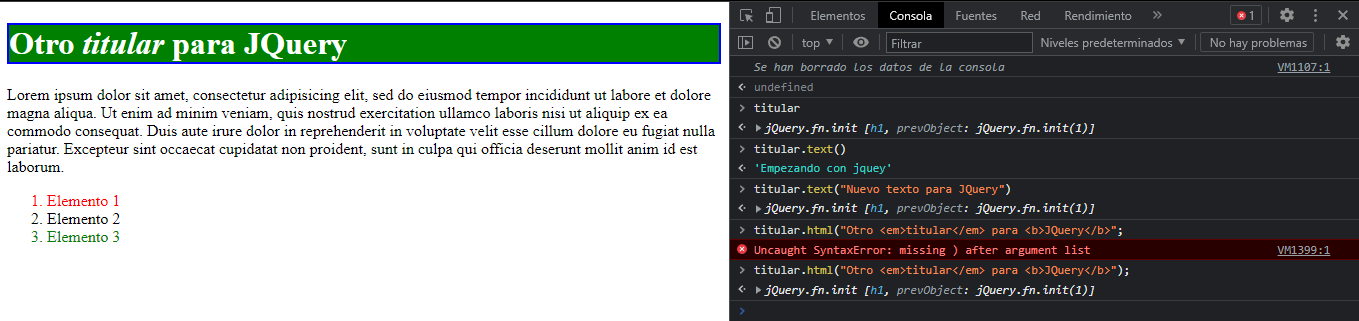 Otro titular para JQuery
Lorem ipsum dolor sit amet, consectetur adipisicing elit, sed do eiusmod tempor incididunt ut labore et dolore
magna aliqua. Ut enim ad minim veniam, quis nostrud exercitation ullamco laboris nisi ut aliquip ex ea
commodo consequat. Duis aute irure dolor in reprehenderit in voluptate velit esse cillum dolore eu fugiat nulla
pariatur. Excepteur sint occaecat cupidatat non proident, sunt in culpa qui officia deserunt mollit anim id est
laborum.
1. Elemento 1
2. Elemento 2
3. Elemento 3
Elementos Consola Fuentes Red Rendimiento » 1
top Filtrar Niveles predeterminados No hay problemas
Se han borrado los datos de la consola VM1107:1
undefined
titular
jQuery.fn.init [h1, prevObject: jQuery.fn.init(1)]
titular.text()
'Empezando con jquey'
titular.text("Nuevo texto para JQuery")
jQuery.fn.init [h1, prevObject: jQuery.fn.init(1)]
titular.html("Otro <em>titular</em> para <b>JQuery</b>";
Uncaught SyntaxError: missing ) after argument list VM1399:1
titular.html("Otro <em>titular</em> para <b>JQuery</b>");
jQuery.fn.init [h1, prevObject: jQuery.fn.init(1)]